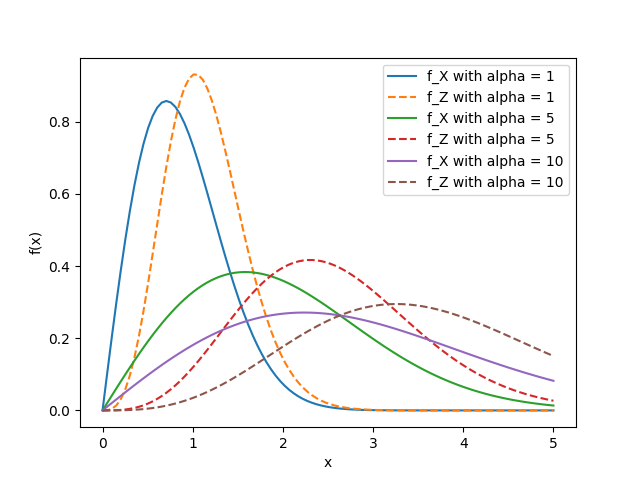 f_X with alpha = 1
f_Z with alpha = 1
f_X with alpha = 5
f_Z with alpha = 5
f_X with alpha = 10
f_Z with alpha = 10
0.8
0.6
0.4
0.2
0.0
f(x)
0 1 2 3 4 5
x